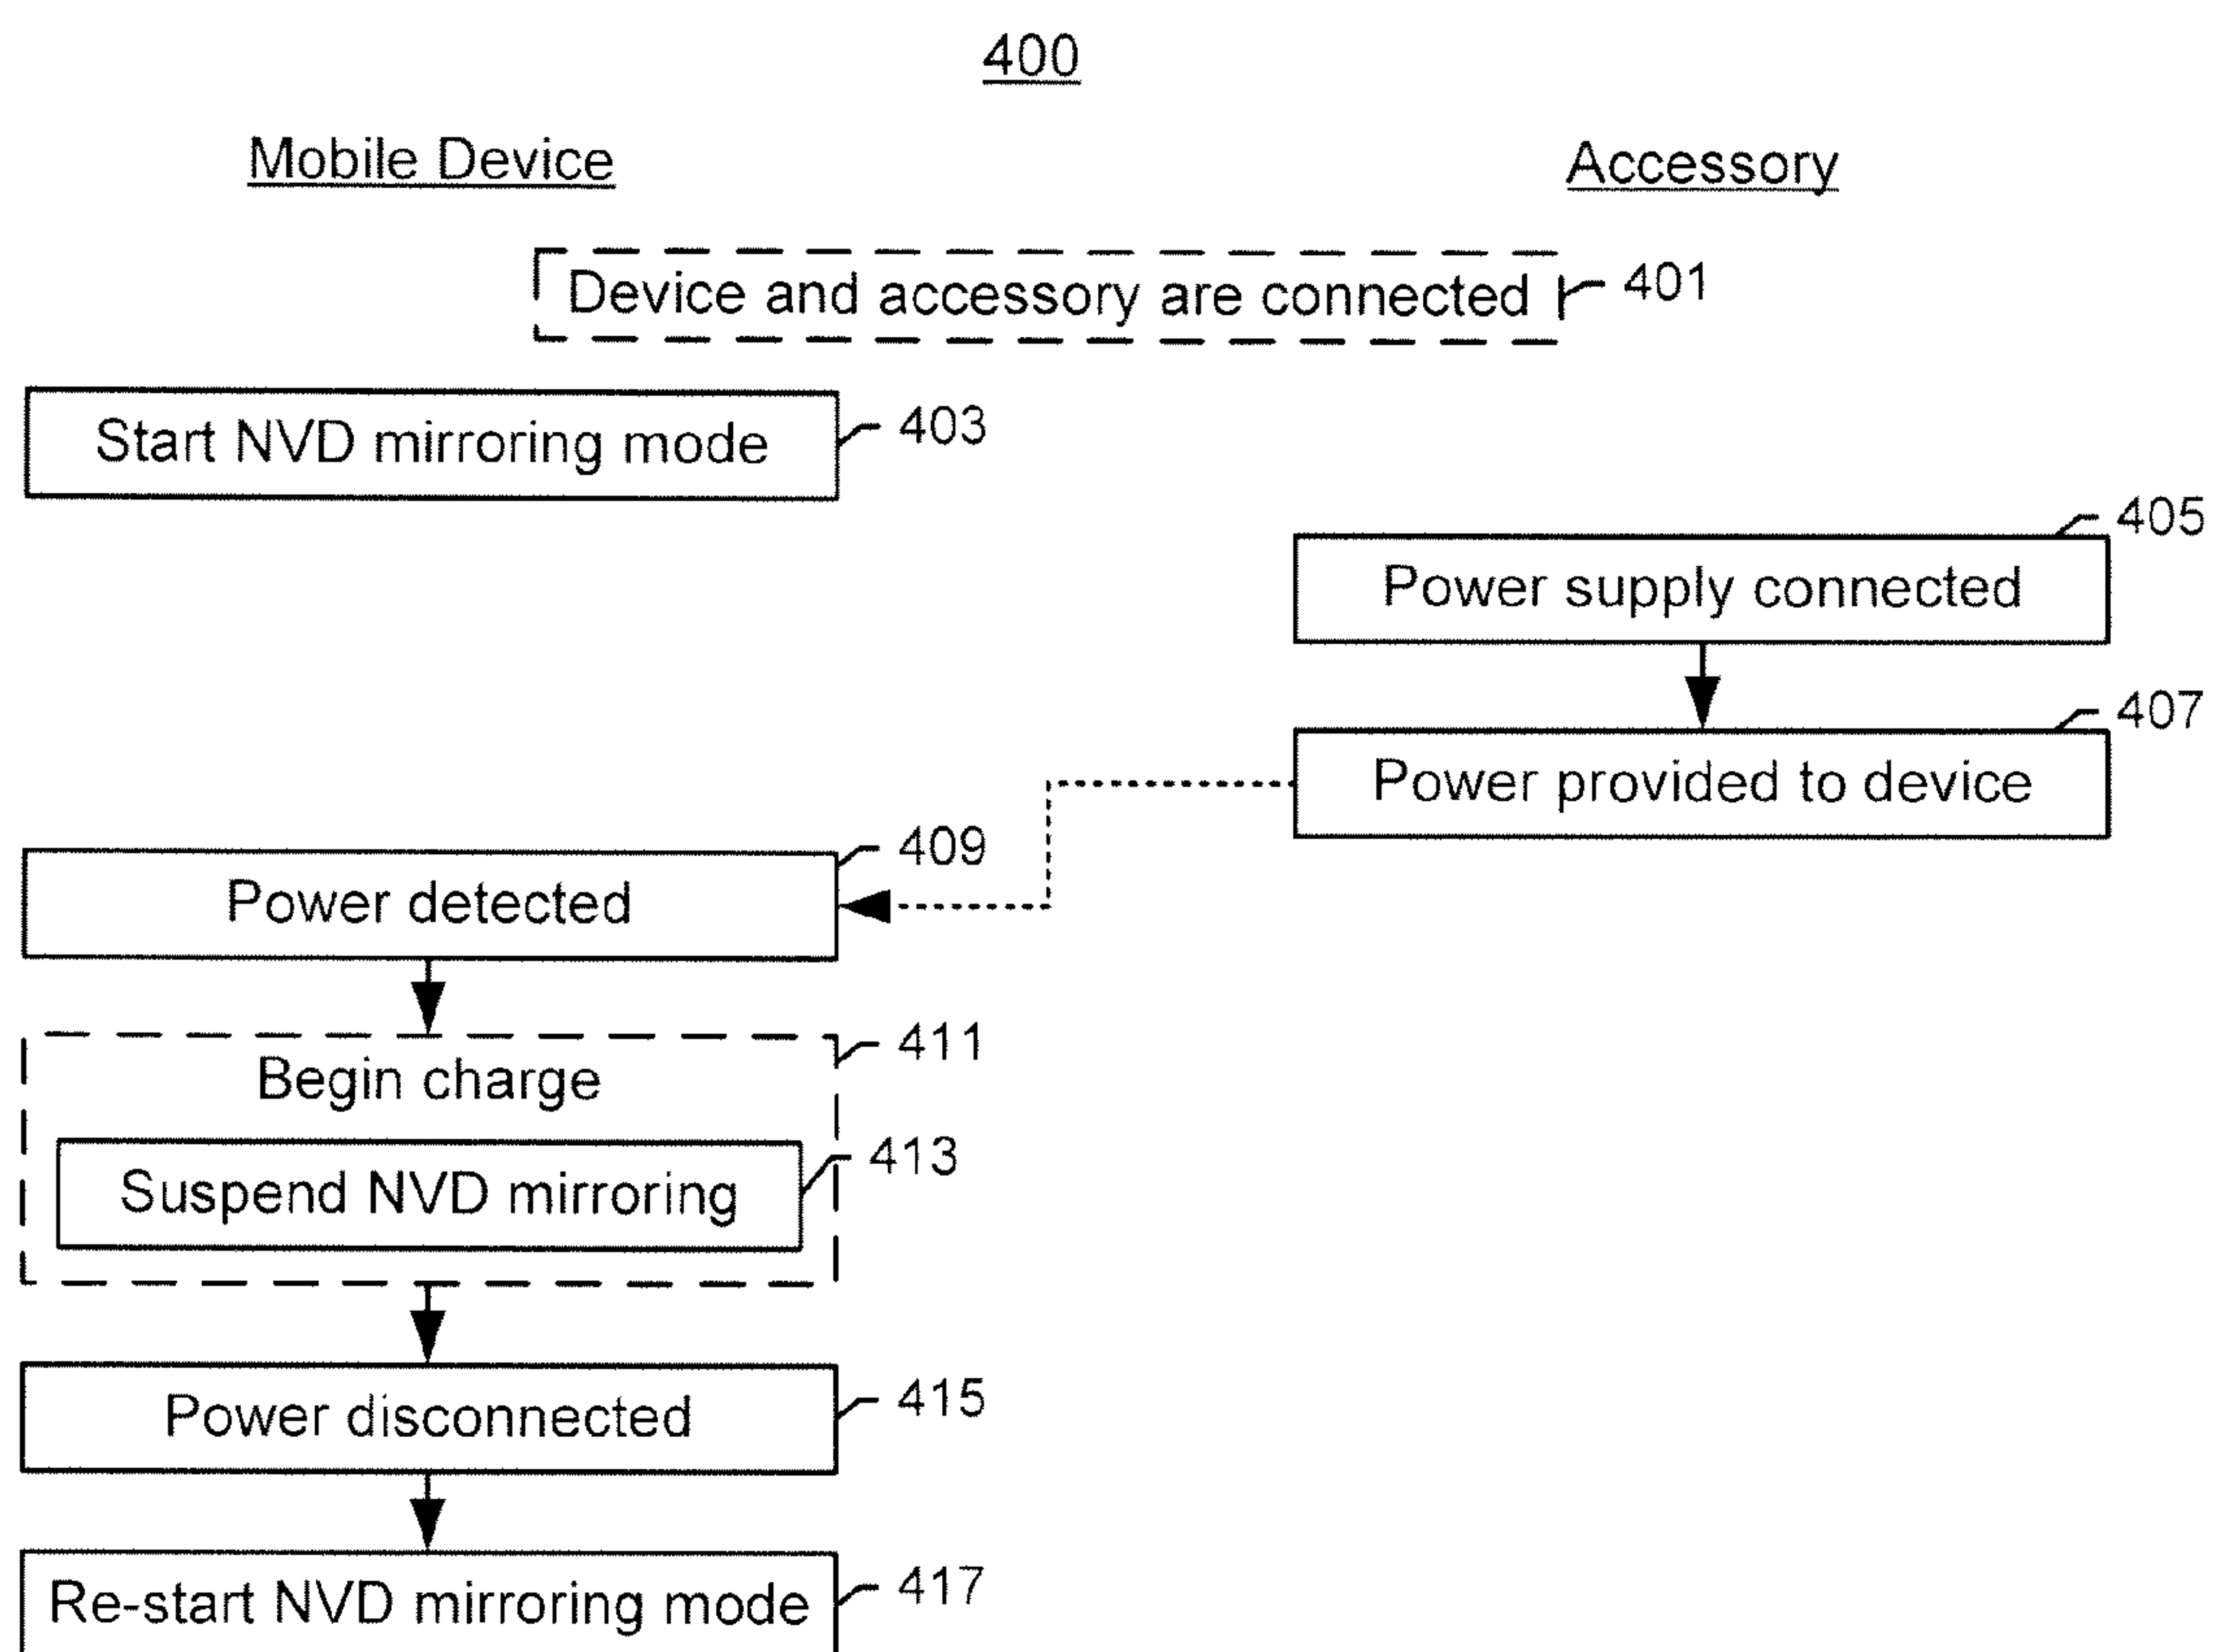 400
Mobile Device
Accessory
Device and accessory are connected
401
Start NVD mirroring mode
403
405
Power supply connected
407
Power provided to device
409
Power detected
411
Begin charge
413
Suspend NVD mirroring
415
Power disconnected
417
Re-start NVD mirroring mode